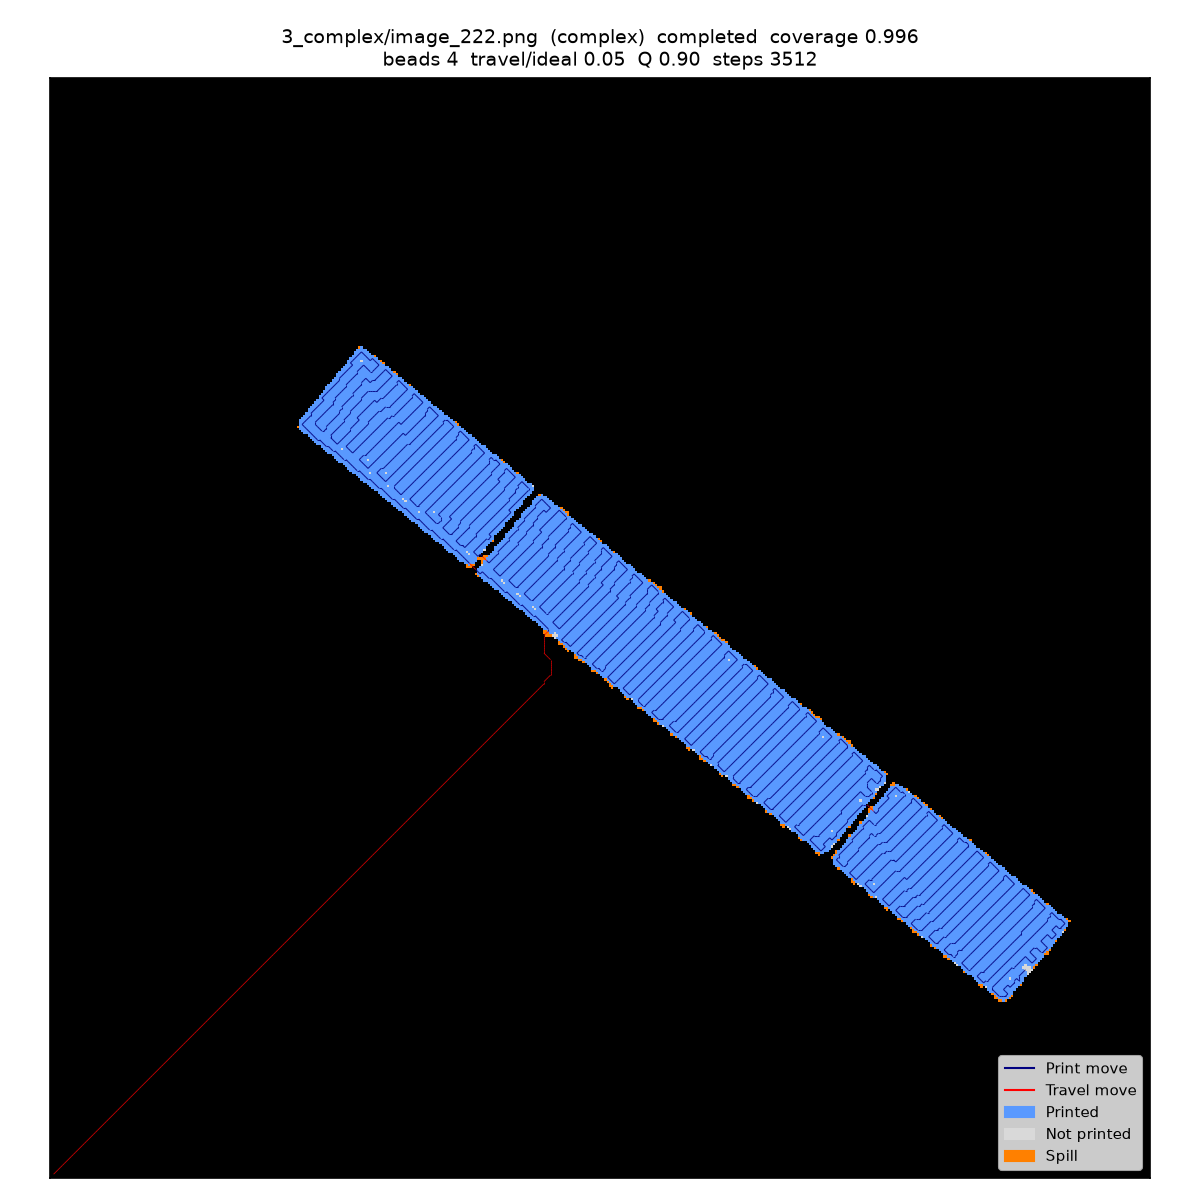 3_complex/image_222.png  (complex)  completed  coverage 0.996
beads 4  travel/ideal 0.05  Q 0.90  steps 3512
Print move
Travel move
Printed
Not printed
Spill